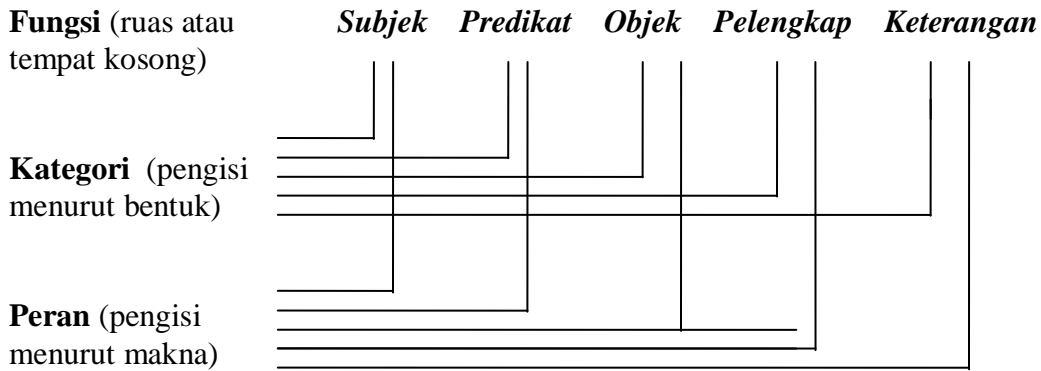 Fungsi (ruas atau Subjek Predikat Objek Pelengkap Keterangan
tempat kosong)
Kategori (pengisi
menurut bentuk)
Peran (pengisi
menurut makna)